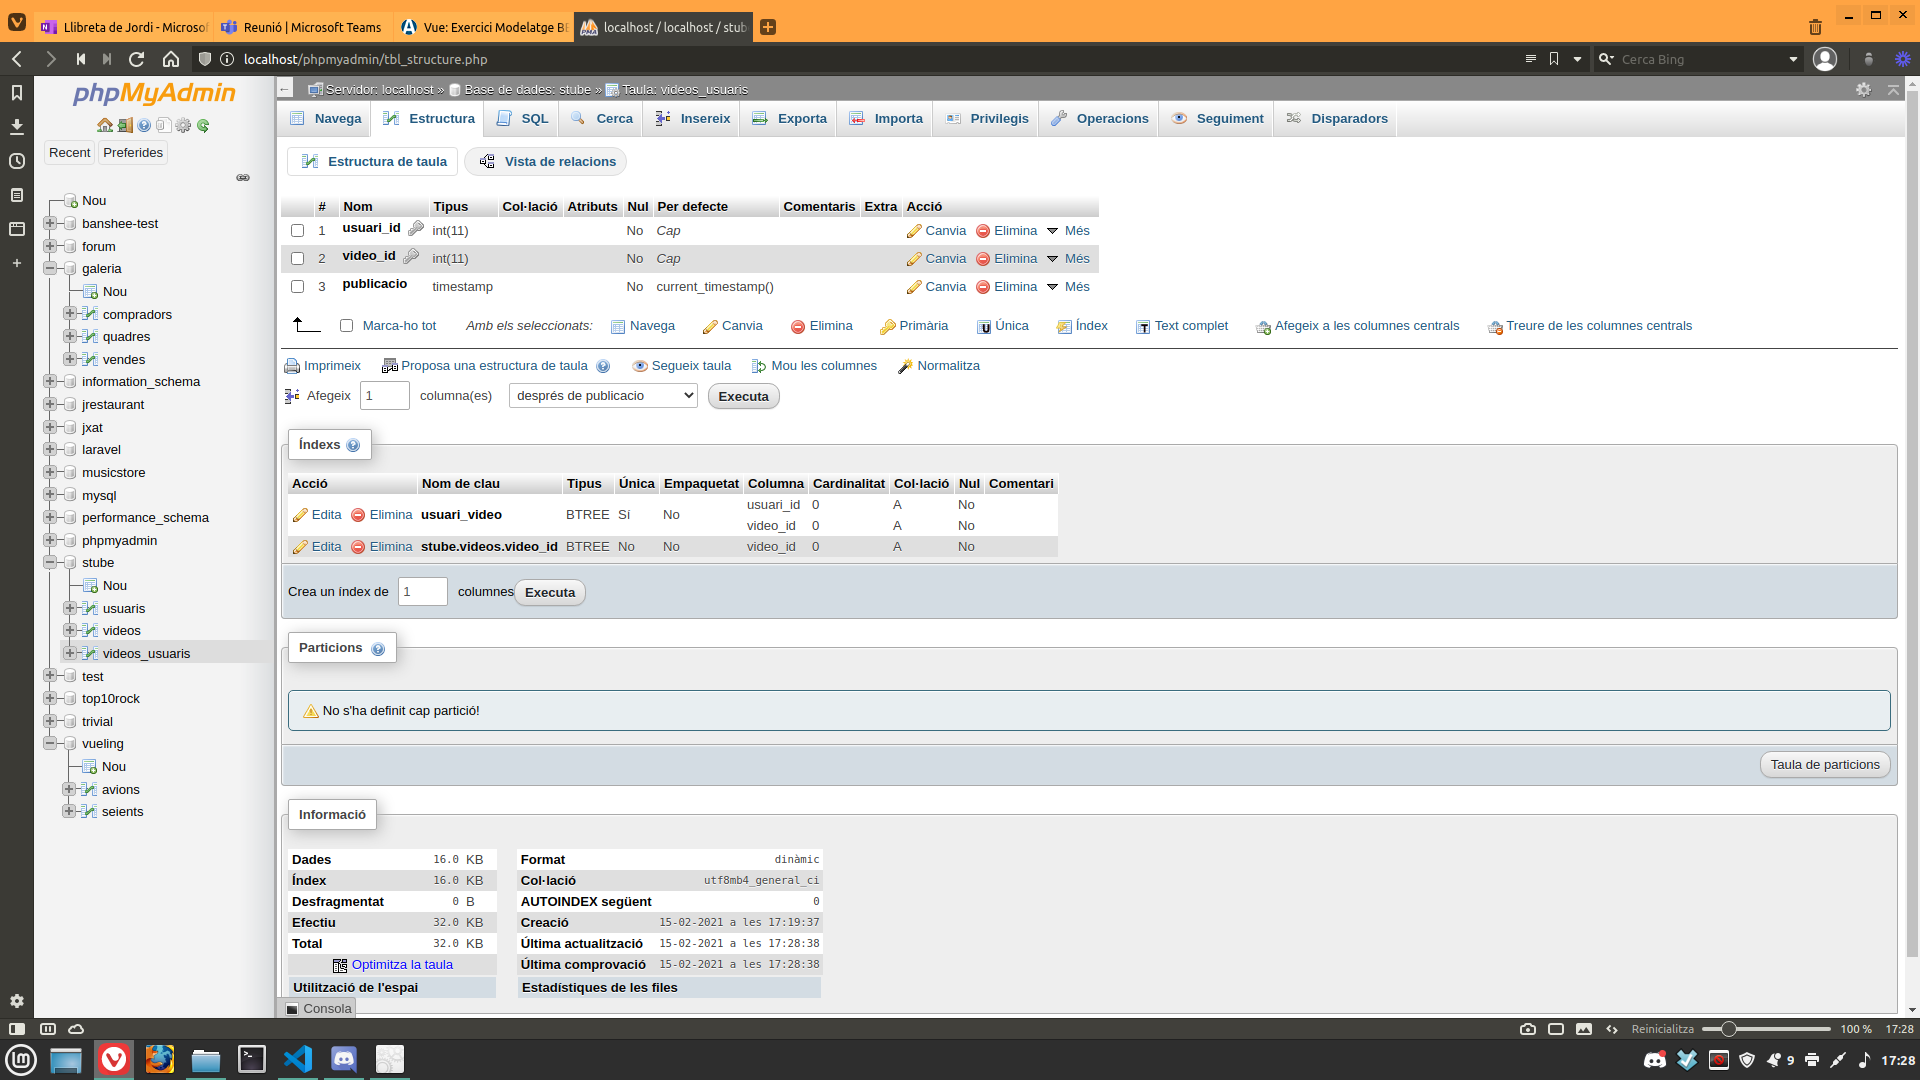 Llibreta de Jordi - Microsof
Reunió | Microsoft Teams
Vue: Exercici Modelatge BE
localhost / localhost / stub
localhost/phpmyadmin/tbl_structure.php
Cerca Bing
phpMyAdmin
Recent
Preferides
Nou
banshee-test
forum
galeria
Nou
compradors
quadres
vendes
information_schema
jrestaurant
jxat
laravel
musicstore
mysql
performance_schema
phpmyadmin
stube
Nou
usuaris
videos
videos_usuaris
test
top10rock
trivial
vueling
Nou
avions
seients
Servidor: localhost » Base de dades: stube » Taula: videos_usuaris
Navega Estructura SQL Cerca Insereix Exporta Importa Privilegis Operacions Seguiment Disparadors
Estructura de taula Vista de relacions
# Nom Tipus Col·lació Atributs Nul Per defecte Comentaris Extra Acció
1 usuari_id int(11) No Cap Canvia Elimina Més
2 video_id int(11) No Cap Canvia Elimina Més
3 publicacio timestamp No current_timestamp() Canvia Elimina Més
Marca-ho tot Amb els seleccionats: Navega Canvia Elimina Primària Única Índex Text complet Afegeix a les columnes centrals Treure de les columnes centrals
Imprimeix Proposa una estructura de taula Segueix taula Mou les columnes Normalitza
Afegeix 1 columna(es) després de publicacio Executa
Índexs
Acció Nom de clau Tipus Única Empaquetat Columna Cardinalitat Col·lació Nul Comentari
Edita Elimina usuari_video BTREE Sí No usuari_id 0 A No
video_id 0 A No
Edita Elimina stube.videos.video_id BTREE No No video_id 0 A No
Crea un índex de 1 columnes Executa
Particions
No s'ha definit cap partició!
Taula de particions
Informació
Dades 16.0 KB
Índex 16.0 KB
Desfragmentat 0 B
Efectiu 32.0 KB
Total 32.0 KB
Optimitza la taula
Utilització de l'espai
Format dinàmic
Col·lació utf8mb4_general_ci
AUTOINDEX següent 0
Creació 15-02-2021 a les 17:19:37
Última actualització 15-02-2021 a les 17:28:38
Última comprovació 15-02-2021 a les 17:28:38
Estadístiques de les files
Consola
Reinicialitza 100 % 17:28
9 17:28